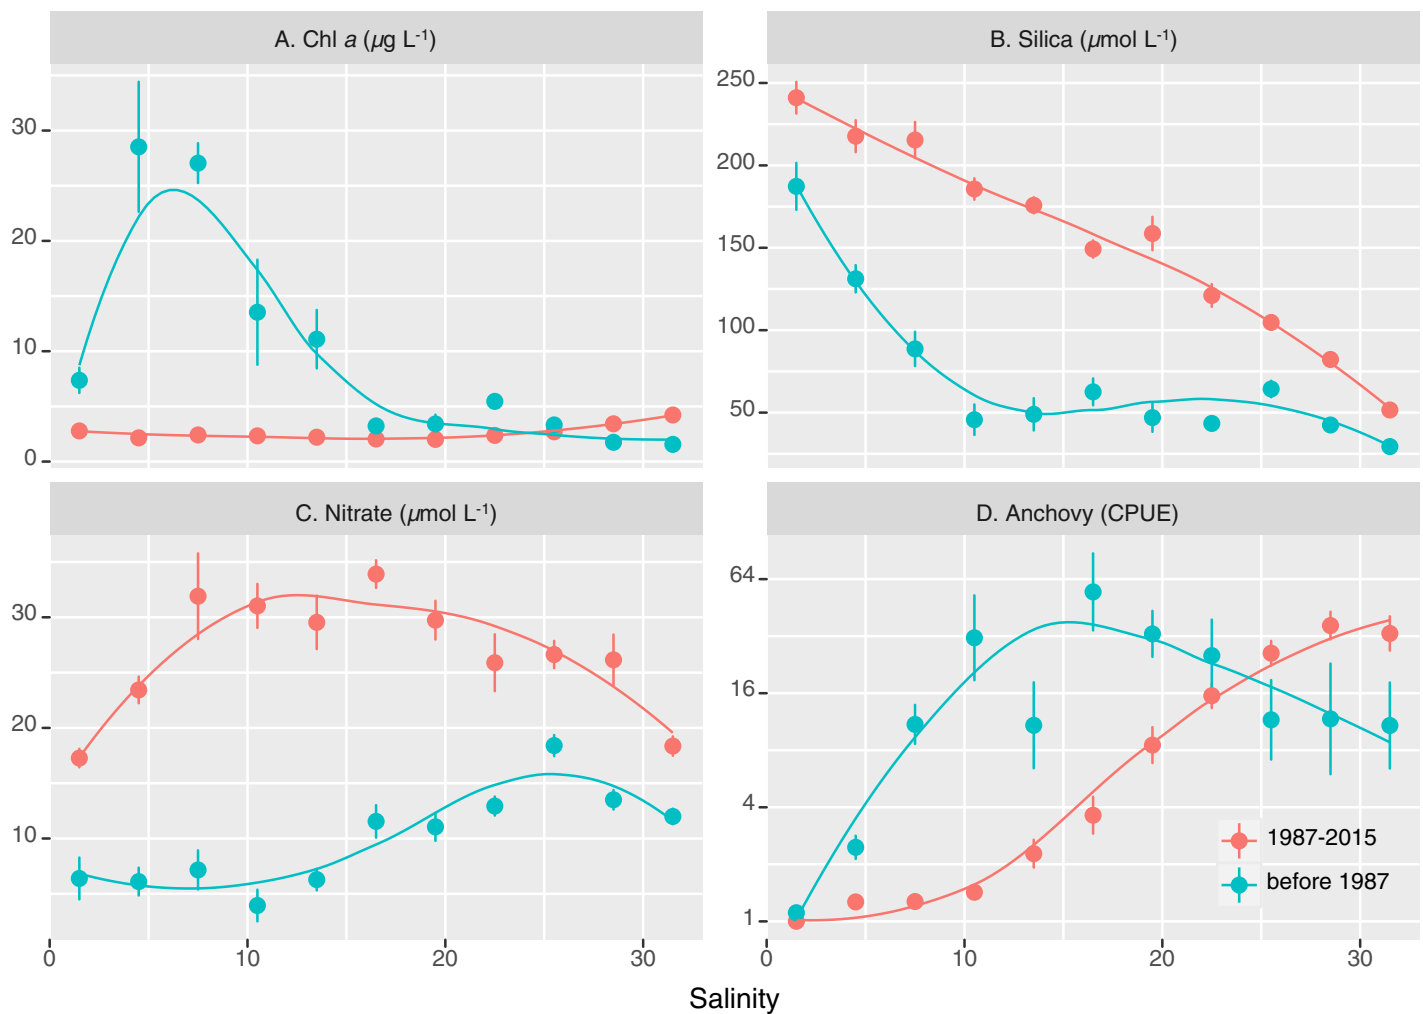 A. Chl a (µg L⁻¹)
30
20
10
0
B. Silica (µmol L⁻¹)
250
200
150
100
50
C. Nitrate (µmol L⁻¹)
30
20
10
0 10 20 30
D. Anchovy (CPUE)
64
16
4
1
1987-2015
before 1987
0 10 20 30
Salinity